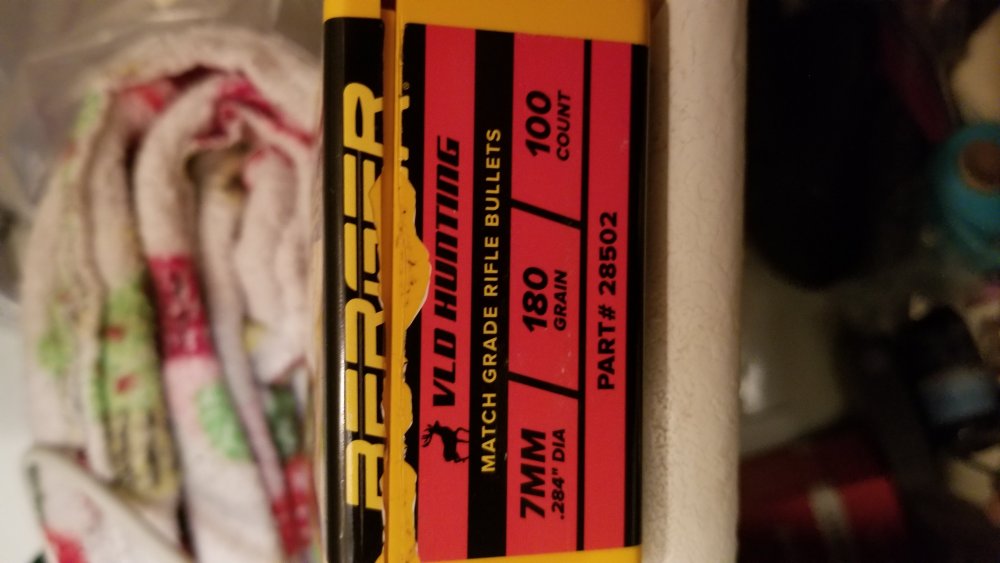 BERGER
VLD HUNTING
MATCH GRADE RIFLE BULLETS
7MM
.284" DIA
180
GRAIN
100
COUNT
PART# 28502